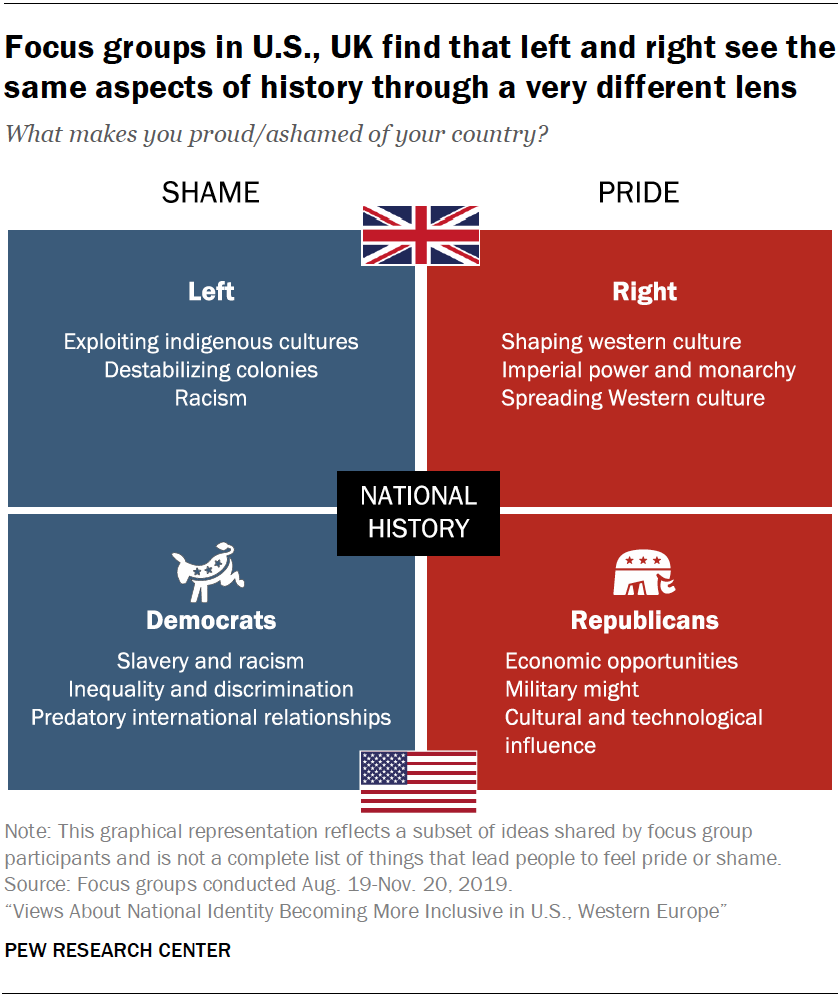 Focus groups in U.S., UK find that left and right see the
same aspects of history through a very different lens
What makes you proud/ashamed of your country?
SHAME
PRIDE
Left
Exploiting indigenous cultures
Destabilizing colonies
Racism
Right
Shaping western culture
Imperial power and monarchy
Spreading Western culture
NATIONAL
HISTORY
Democrats
Slavery and racism
Inequality and discrimination
Predatory international relationships
Republicans
Economic opportunities
Military might
Cultural and technological
influence
Note: This graphical representation reflects a subset of ideas shared by focus group
participants and is not a complete list of things that lead people to feel pride or shame.
Source: Focus groups conducted Aug. 19-Nov. 20, 2019.
“Views About National Identity Becoming More Inclusive in U.S., Western Europe”
PEW RESEARCH CENTER